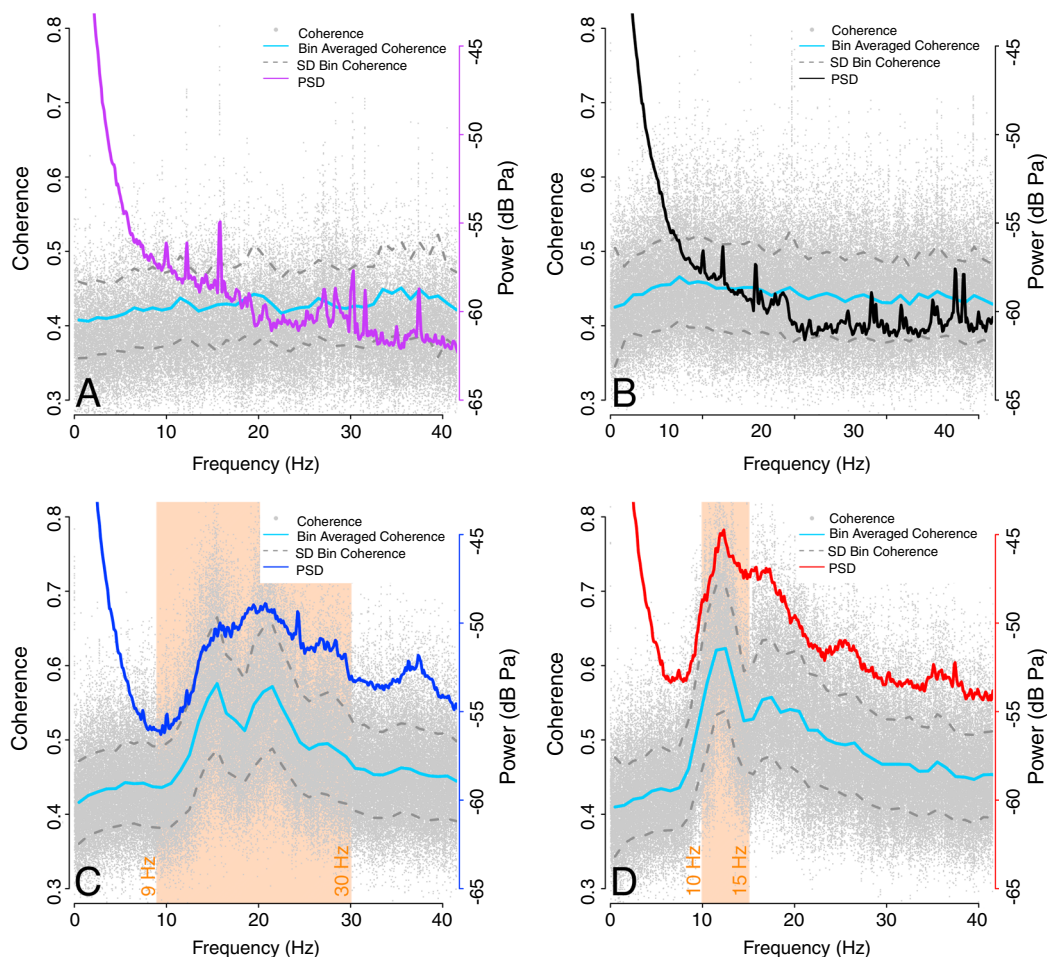 0.8
0.7
0.6
0.5
0.4
0.3
Coherence
Coherence
Bin Averaged Coherence
SD Bin Coherence
PSD
-45
-50
-55
-60
-65
Power (dB Pa)
A
0 10 20 30 40
Frequency (Hz)
0.8
0.7
0.6
0.5
0.4
0.3
Coherence
Coherence
Bin Averaged Coherence
SD Bin Coherence
PSD
-45
-50
-55
-60
-65
Power (dB Pa)
B
0 10 20 30 40
Frequency (Hz)
0.8
0.7
0.6
0.5
0.4
0.3
Coherence
Coherence
Bin Averaged Coherence
SD Bin Coherence
PSD
-45
-50
-55
-60
-65
Power (dB Pa)
C
9 Hz
30 Hz
0 10 20 30 40
Frequency (Hz)
0.8
0.7
0.6
0.5
0.4
0.3
Coherence
Coherence
Bin Averaged Coherence
SD Bin Coherence
PSD
-45
-50
-55
-60
-65
Power (dB Pa)
D
10 Hz
15 Hz
0 10 20 30 40
Frequency (Hz)